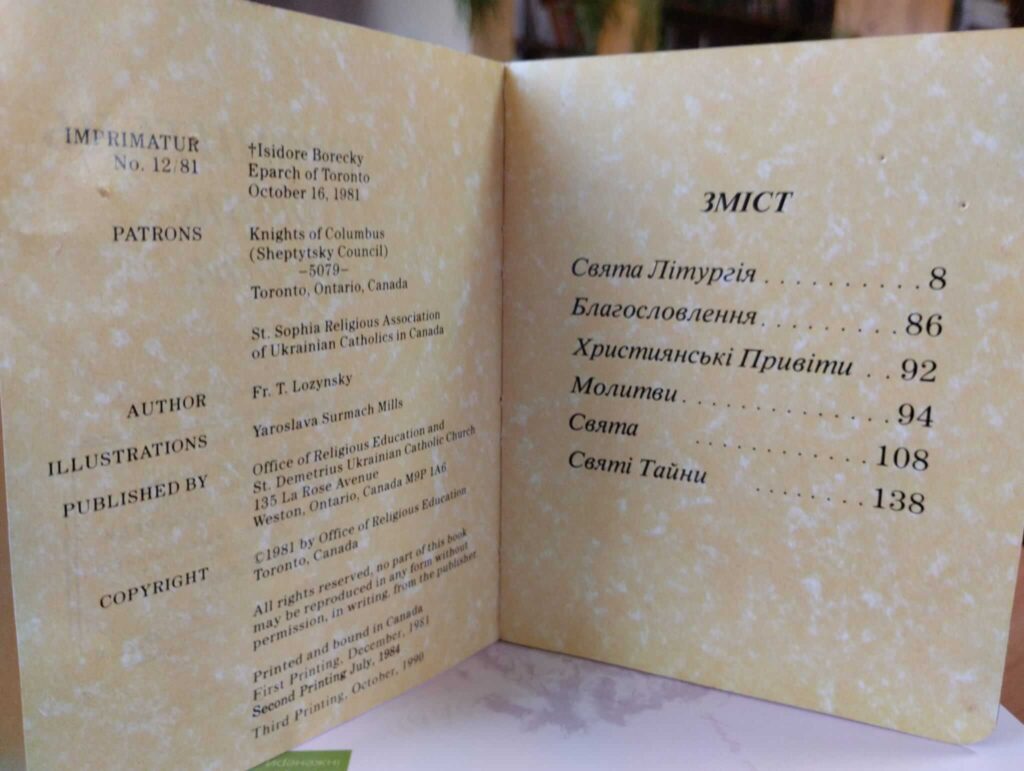 IMPRIMATUR
No. 12/81
†Isidore Borecky
Eparch of Toronto
October 16, 1981
PATRONS
Knights of Columbus
(Sheptytsky Council)
–5079–
Toronto, Ontario, Canada
St. Sophia Religious Association
of Ukrainian Catholics in Canada
AUTHOR
Fr. T. Lozynsky
ILLUSTRATIONS
Yaroslava Surmach Mills
PUBLISHED BY
Office of Religious Education and
St. Demetrius Ukrainian Catholic Church
135 La Rose Avenue
Weston, Ontario, Canada M9P 1A6
COPYRIGHT
©1981 by Office of Religious Education
Toronto, Canada
All rights reserved, no part of this book
may be reproduced in any form without
permission, in writing, from the publisher
Printed and bound in Canada
First Printing, December, 1981
Second Printing July, 1984
Third Printing, October, 1990
ЗМІСТ
Свята Літургія . . . . . . . . . . 8
Благословлення . . . . . . . . . 86
Християнські Привіти . . 92
Молитви . . . . . . . . . . . . . . 94
Свята . . . . . . . . . . . . 108
Святі Тайни . . . . . . . 138